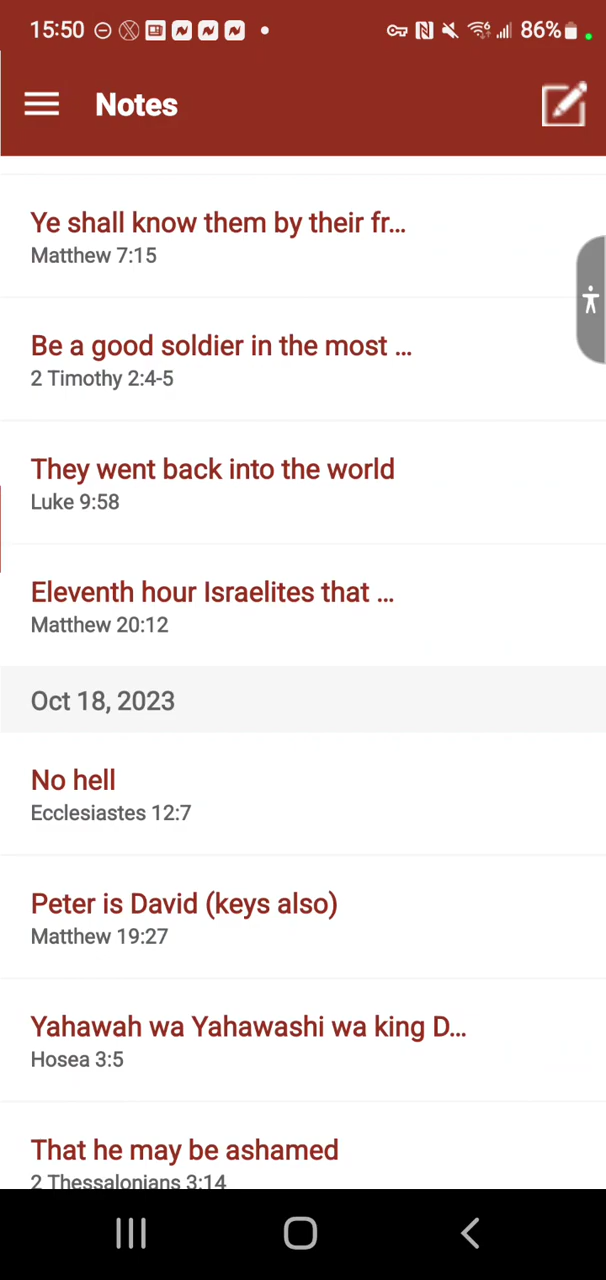 15:50
86%
Notes
Ye shall know them by their fr...
Matthew 7:15
Be a good soldier in the most ...
2 Timothy 2:4-5
They went back into the world
Luke 9:58
Eleventh hour Israelites that ...
Matthew 20:12
Oct 18, 2023
No hell
Ecclesiastes 12:7
Peter is David (keys also)
Matthew 19:27
Yahawah wa Yahawashi wa king D...
Hosea 3:5
That he may be ashamed
2 Thessalonians 3:14